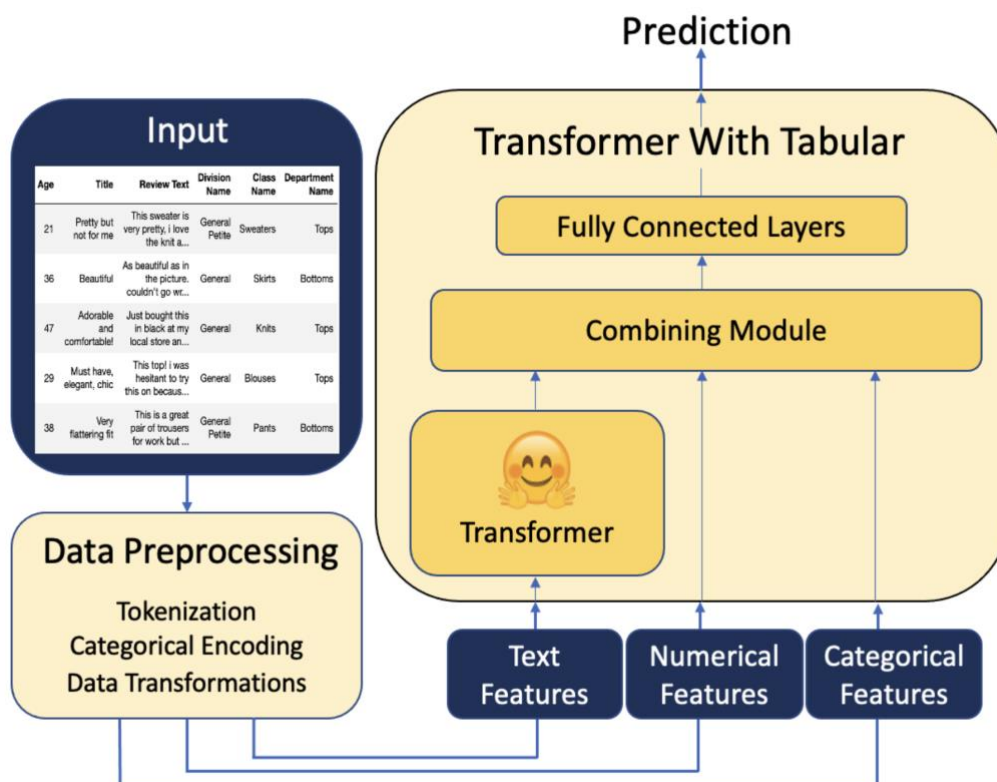 Prediction
Input
Age Title Review Text Division Name Class Name Department Name
21 Pretty but not for me This sweater is very pretty, i love the knit a... General Petite Sweaters Tops
36 Beautiful As beautiful as in the picture. couldn't go wr... General Skirts Bottoms
47 Adorable and comfortable! Just bought this in black at my local store an... General Knits Tops
29 Must have, elegant, chic This top! i was hesitant to try this on becaus... General Blouses Tops
38 Very flattering fit This is a great pair of trousers for work but ... General Petite Pants Bottoms
Data Preprocessing
Tokenization
Categorical Encoding
Data Transformations
Transformer With Tabular
Fully Connected Layers
Combining Module
Transformer
Text
Features
Numerical
Features
Categorical
Features